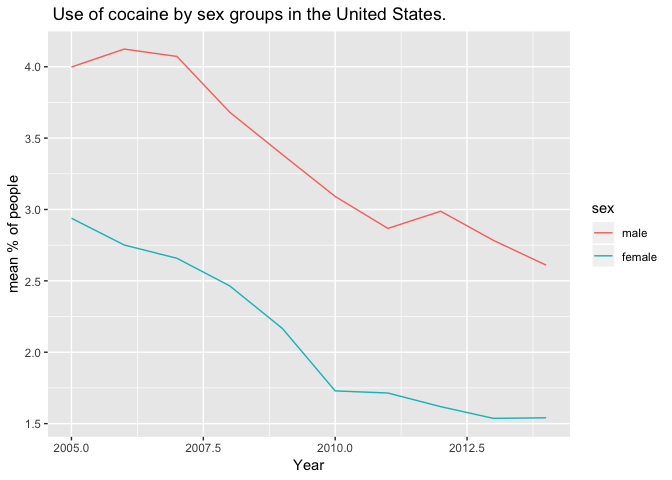 Use of cocaine by sex groups in the United States.
4.0
3.5
3.0
2.5
2.0
1.5
mean % of people
2005.0 2007.5 2010.0 2012.5
Year
sex
male
female